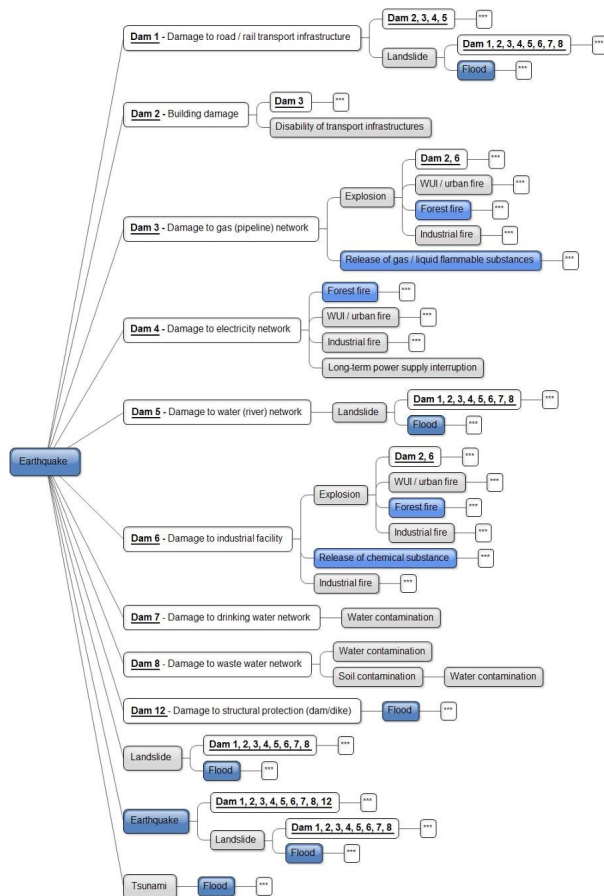 Dam 1 - Damage to road / rail transport infrastructure
Dam 2, 3, 4, 5
***
Landslide
Dam 1, 2, 3, 4, 5, 6, 7, 8
***
Flood
***
Dam 2 - Building damage
Dam 3
***
Disability of transport infrastructures
Dam 3 - Damage to gas (pipeline) network
Explosion
Dam 2, 6
***
WUI / urban fire
***
Forest fire
***
Industrial fire
***
Release of gas / liquid flammable substances
***
Dam 4 - Damage to electricity network
Forest fire
***
WUI / urban fire
***
Industrial fire
***
Long-term power supply interruption
Dam 5 - Damage to water (river) network
Landslide
Dam 1, 2, 3, 4, 5, 6, 7, 8
***
Flood
***
Earthquake
Dam 6 - Damage to industrial facility
Explosion
Dam 2, 6
***
WUI / urban fire
***
Forest fire
***
Industrial fire
***
Release of chemical substance
***
Industrial fire
***
Dam 7 - Damage to drinking water network
Water contamination
Dam 8 - Damage to waste water network
Water contamination
Soil contamination
Water contamination
Dam 12 - Damage to structural protection (dam/dike)
Flood
***
Landslide
Dam 1, 2, 3, 4, 5, 6, 7, 8
***
Flood
***
Earthquake
Dam 1, 2, 3, 4, 5, 6, 7, 8, 12
***
Landslide
Dam 1, 2, 3, 4, 5, 6, 7, 8
***
Flood
***
Tsunami
Flood
***